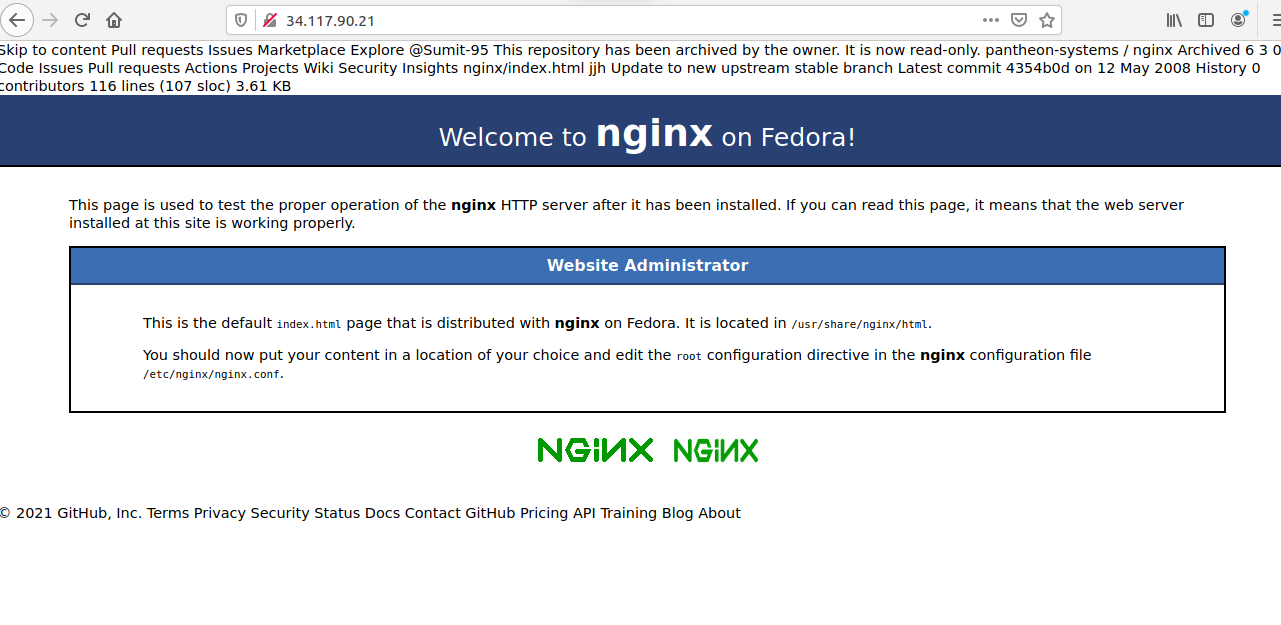 34.117.90.21
Skip to content Pull requests Issues Marketplace Explore @Sumit-95 This repository has been archived by the owner. It is now read-only. pantheon-systems / nginx Archived 6 3 0
Code Issues Pull requests Actions Projects Wiki Security Insights nginx/index.html jjh Update to new upstream stable branch Latest commit 4354b0d on 12 May 2008 History 0
contributors 116 lines (107 sloc) 3.61 KB
Welcome to nginx on Fedora!
This page is used to test the proper operation of the nginx HTTP server after it has been installed. If you can read this page, it means that the web server
installed at this site is working properly.
Website Administrator
This is the default index.html page that is distributed with nginx on Fedora. It is located in /usr/share/nginx/html.
You should now put your content in a location of your choice and edit the root configuration directive in the nginx configuration file
/etc/nginx/nginx.conf.
NGINX NGINX
© 2021 GitHub, Inc. Terms Privacy Security Status Docs Contact GitHub Pricing API Training Blog About